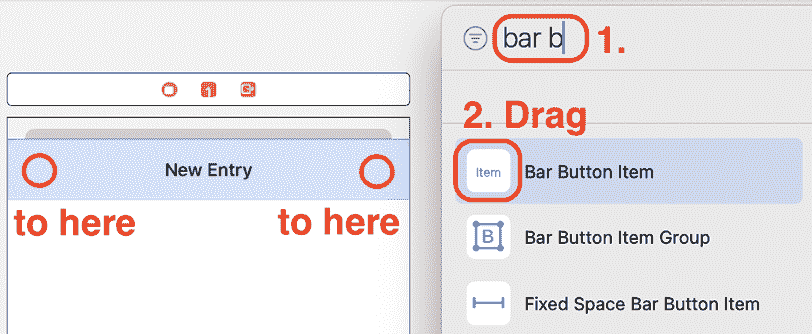 bar b
1.
2. Drag
New Entry
to here
to here
Item
Bar Button Item
B
Bar Button Item Group
Fixed Space Bar Button Item